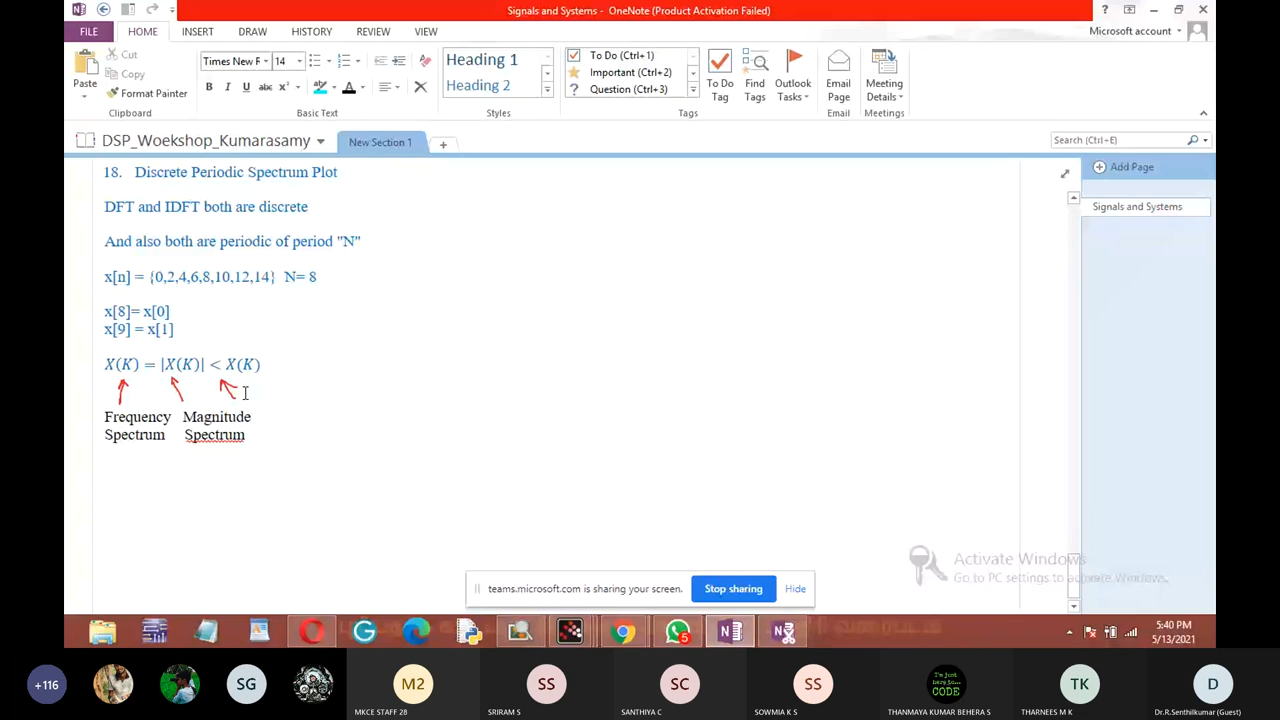 Signals and Systems - OneNote (Product Activation Failed)
FILE HOME INSERT DRAW HISTORY REVIEW VIEW
Microsoft account
Paste
Cut
Copy
Format Painter
Clipboard
Times New R 14
B I U abc x²
A
Basic Text
Heading 1
Heading 2
Styles
To Do (Ctrl+1)
Important (Ctrl+2)
Question (Ctrl+3)
Tags
To Do Tag
Find Tags
Outlook Tasks
Email Page
Email
Meeting Details
Meetings
DSP_Woekshop_Kumarasamy
New Section 1
Search (Ctrl+E)
Add Page
Signals and Systems
18. Discrete Periodic Spectrum Plot
DFT and IDFT both are discrete
And also both are periodic of period "N"
x[n] = {0,2,4,6,8,10,12,14} N= 8
x[8]= x[0]
x[9] = x[1]
X(K) = |X(K)| < X(K)
Frequency Magnitude
Spectrum Spectrum
Activate Windows
Go to PC settings to activate Windows.
teams.microsoft.com is sharing your screen. Stop sharing Hide
5
5:40 PM
5/13/2021
+116
SG
M2
MKCE STAFF 28
SS
SRIRAM S
SC
SANTHIYA C
SS
SOWMIA K S
I'm just here to... CODE
THANMAYA KUMAR BEHERA S
TK
THARNEES M K
D
Dr.R.Senthilkumar (Guest)